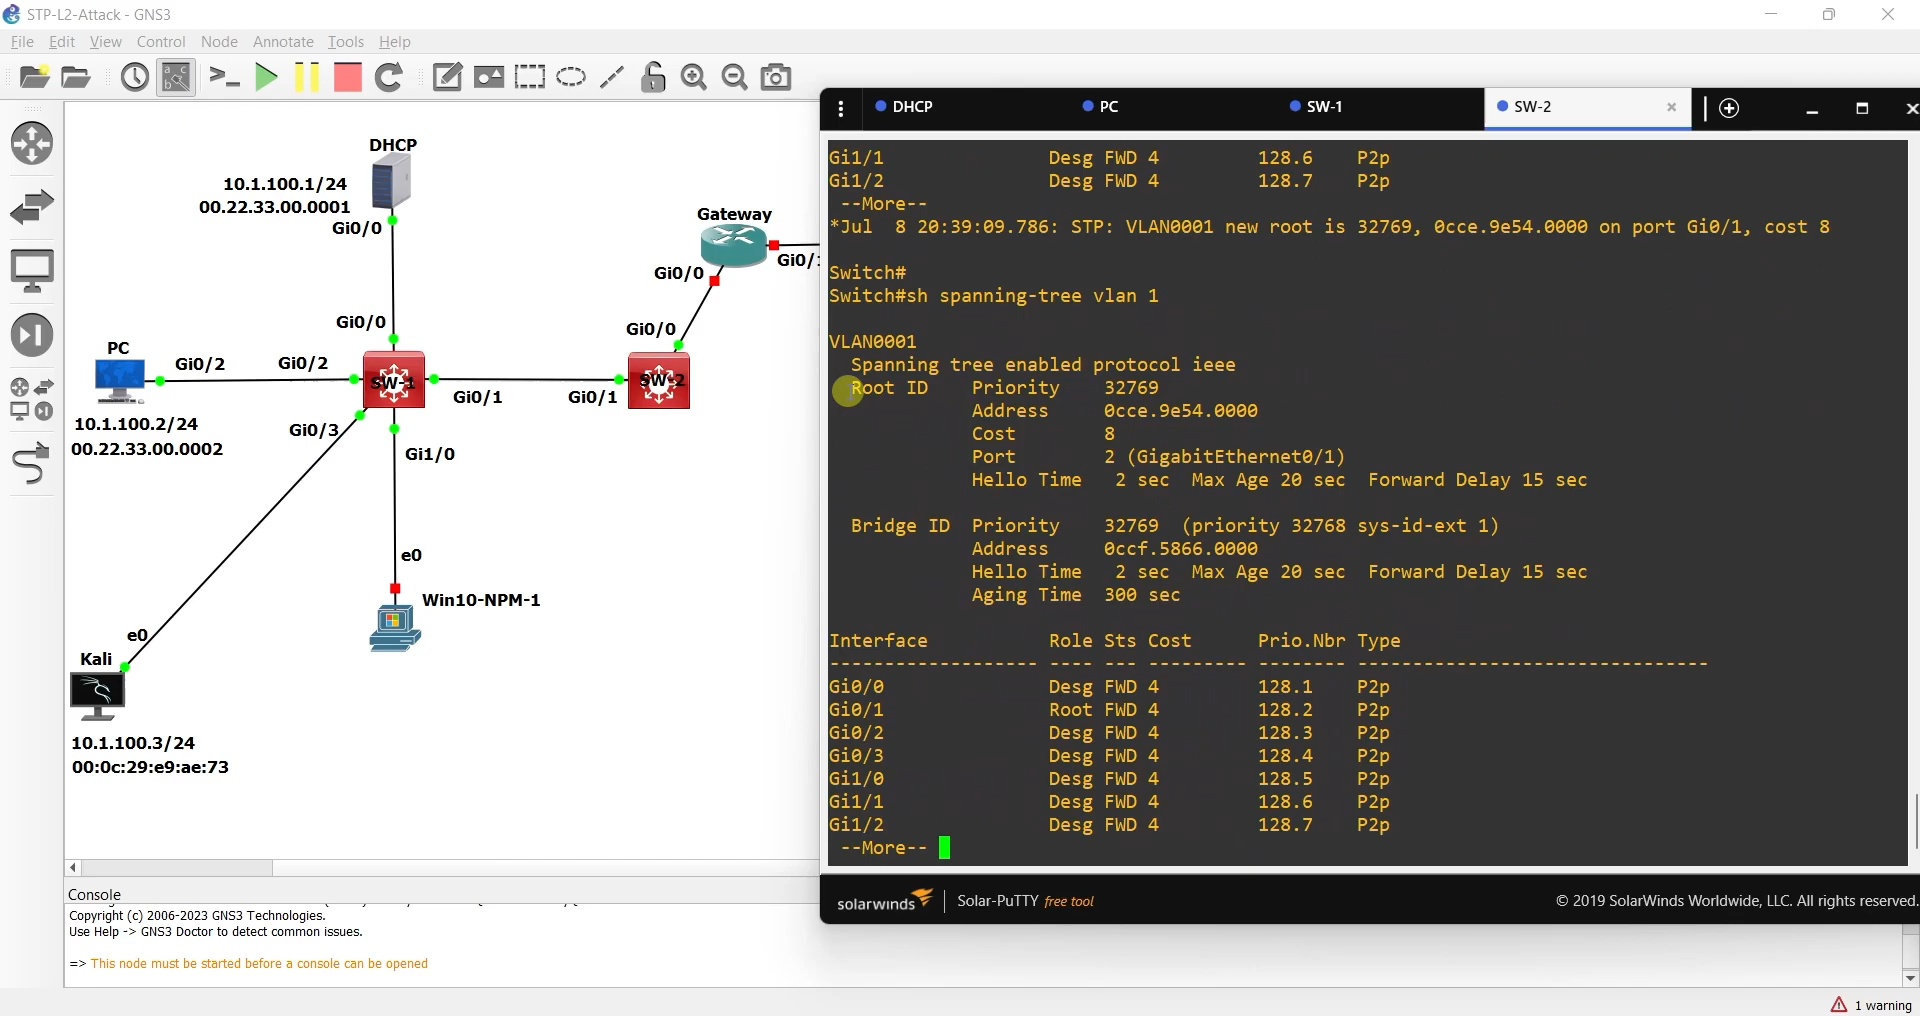 STP-L2-Attack - GNS3
File Edit View Control Node Annotate Tools Help
DHCP
10.1.100.1/24
00.22.33.00.0001
Gi0/0
Gateway
Gi0/0
Gi0/1
Gi0/0
Gi0/0
PC
Gi0/2
Gi0/2
SW-1
SW-2
Gi0/1
Gi0/1
10.1.100.2/24
00.22.33.00.0002
Gi0/3
Gi1/0
e0
Win10-NPM-1
e0
Kali
10.1.100.3/24
00:0c:29:e9:ae:73
DHCP PC SW-1 SW-2
Gi1/1 Desg FWD 4 128.6 P2p
Gi1/2 Desg FWD 4 128.7 P2p
--More--
*Jul 8 20:39:09.786: STP: VLAN0001 new root is 32769, 0cce.9e54.0000 on port Gi0/1, cost 8
Switch#
Switch#sh spanning-tree vlan 1
VLAN0001
Spanning tree enabled protocol ieee
Root ID Priority 32769
Address 0cce.9e54.0000
Cost 8
Port 2 (GigabitEthernet0/1)
Hello Time 2 sec Max Age 20 sec Forward Delay 15 sec
Bridge ID Priority 32769 (priority 32768 sys-id-ext 1)
Address 0ccf.5866.0000
Hello Time 2 sec Max Age 20 sec Forward Delay 15 sec
Aging Time 300 sec
Interface Role Sts Cost Prio.Nbr Type
------------------- ---- --- --------- -------- --------------------------------
Gi0/0 Desg FWD 4 128.1 P2p
Gi0/1 Root FWD 4 128.2 P2p
Gi0/2 Desg FWD 4 128.3 P2p
Gi0/3 Desg FWD 4 128.4 P2p
Gi1/0 Desg FWD 4 128.5 P2p
Gi1/1 Desg FWD 4 128.6 P2p
Gi1/2 Desg FWD 4 128.7 P2p
--More--
solarwinds Solar-PuTTY free tool © 2019 SolarWinds Worldwide, LLC. All rights reserved.
Console
Copyright (c) 2006-2023 GNS3 Technologies.
Use Help -> GNS3 Doctor to detect common issues.
=> This node must be started before a console can be opened
1 warning